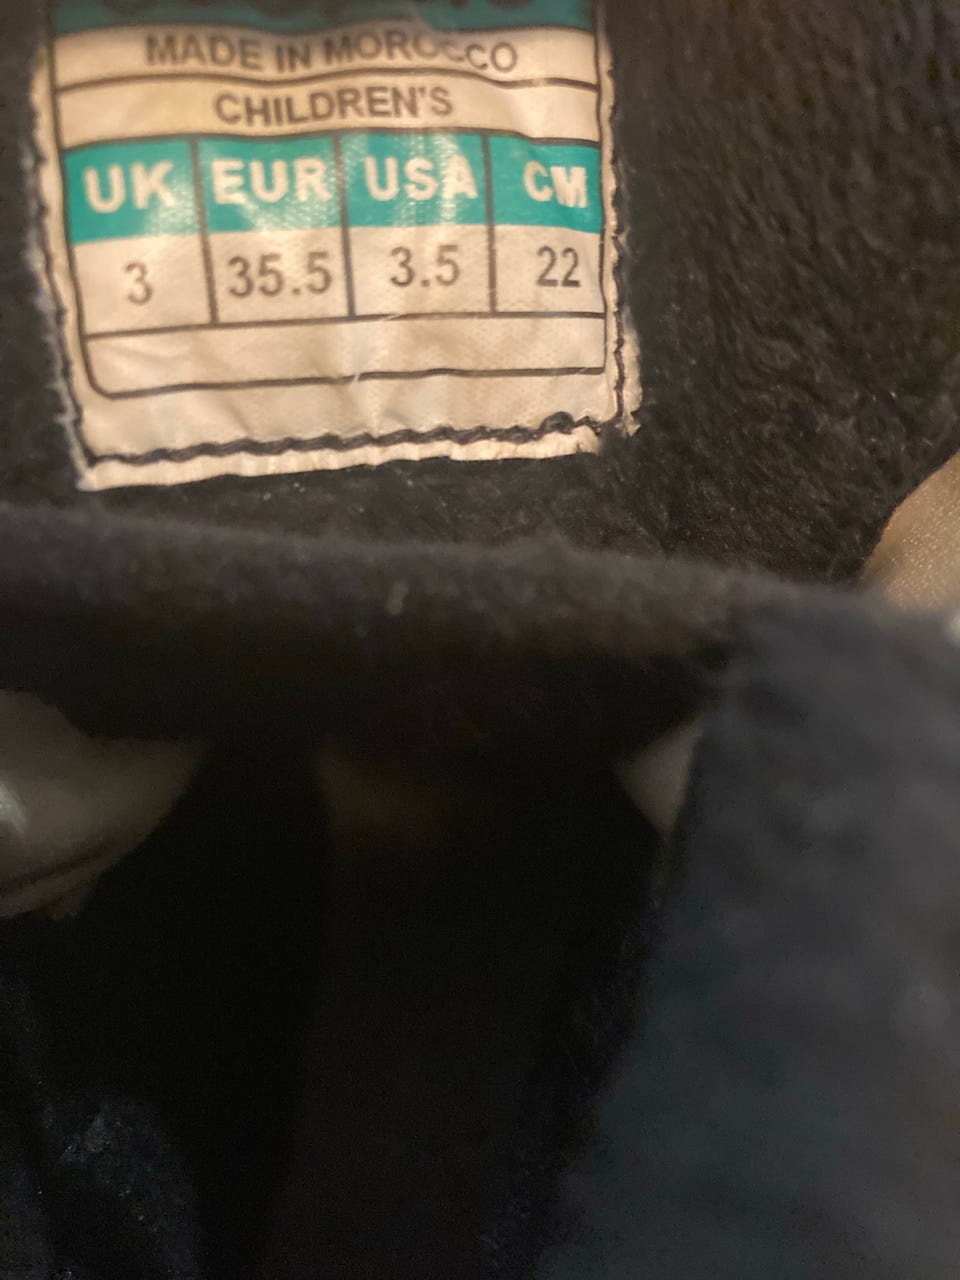 MADE IN MOROCCO
CHILDREN'S
UK EUR USA CM
3 35.5 3.5 22